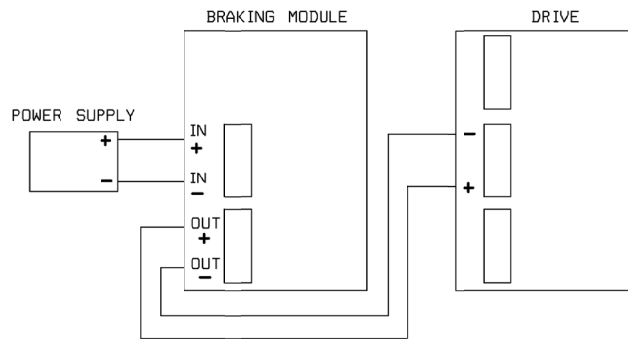 BRAKING MODULE
DRIVE
POWER SUPPLY
+
−
IN
+
IN
−
OUT
+
OUT
−
−
+